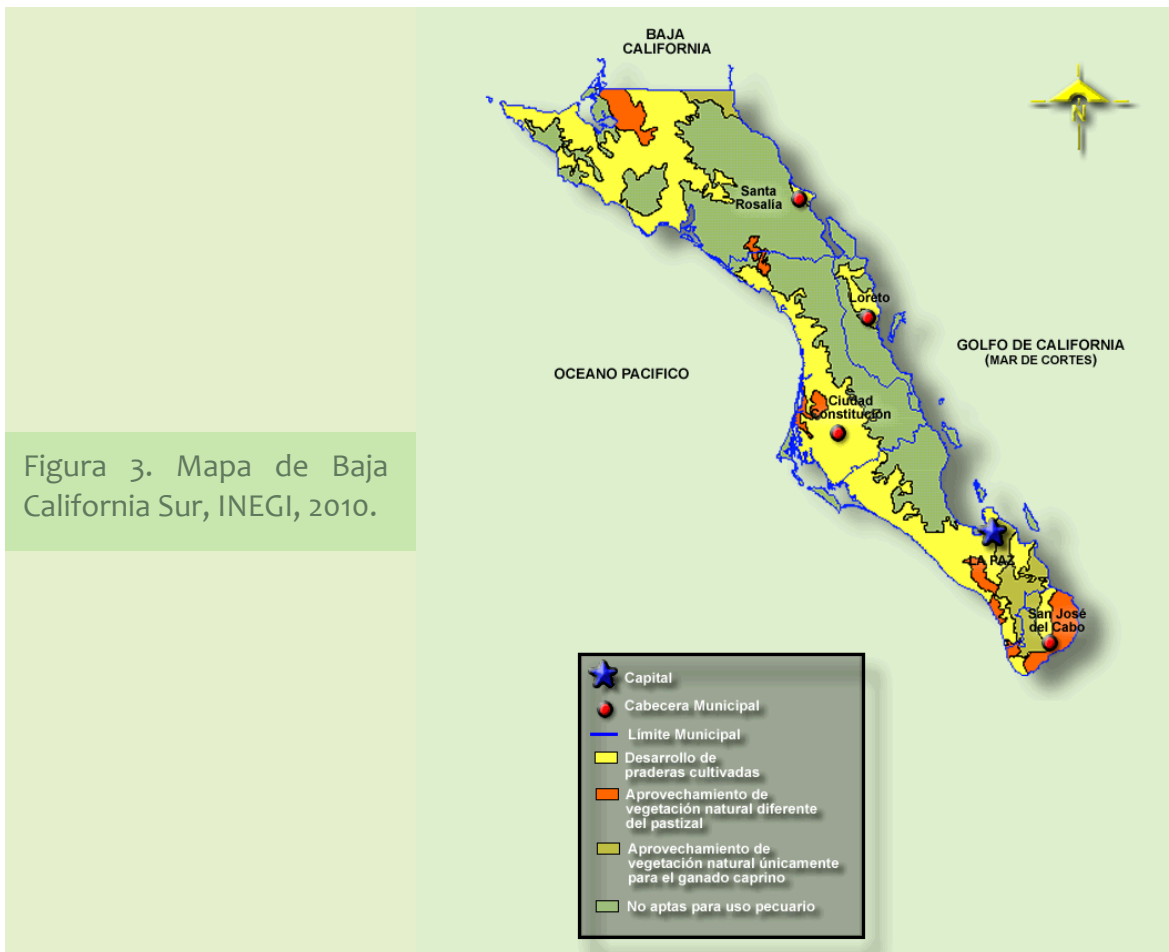 BAJA
CALIFORNIA
N
Santa
Rosalía
Loreto
GOLFO DE CALIFORNIA
(MAR DE CORTES)
OCEANO PACIFICO
Ciudad
Constitución
Figura 3. Mapa de Baja
California Sur, INEGI, 2010.
LA PAZ
San José
del Cabo
Capital
Cabecera Municipal
Límite Municipal
Desarrollo de
praderas cultivadas
Aprovechamiento de
vegetación natural diferente
del pastizal
Aprovechamiento de
vegetación natural únicamente
para el ganado caprino
No aptas para uso pecuario